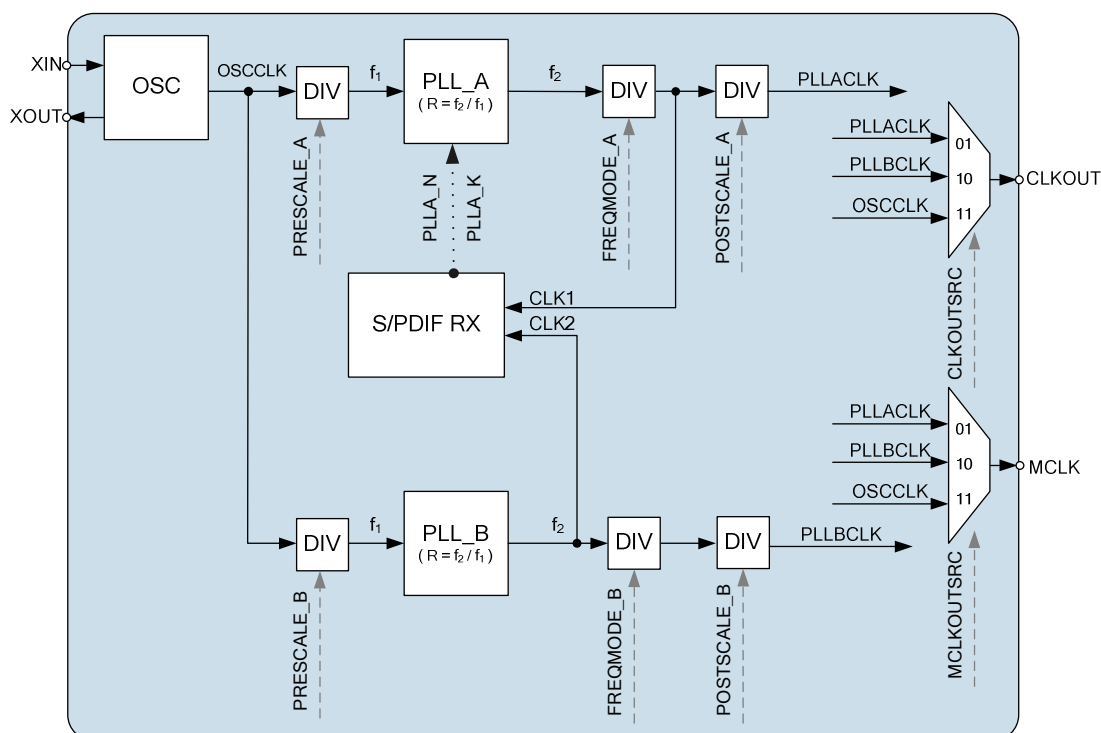 XIN
XOUT
OSC
OSCCLK
DIV
PRESCALE_A
f₁
PLL_A
( R = f₂ / f₁ )
f₂
DIV
FREQMODE_A
DIV
POSTSCALE_A
PLLACLK
PLLA_N
PLLA_K
S/PDIF RX
CLK1
CLK2
PLLACLK
01
PLLBCLK
10
OSCCLK
11
CLKOUT
CLKOUTSRC
PLLACLK
01
PLLBCLK
10
OSCCLK
11
MCLK
MCLKOUTSRC
DIV
PRESCALE_B
f₁
PLL_B
( R = f₂ / f₁ )
f₂
DIV
FREQMODE_B
DIV
POSTSCALE_B
PLLBCLK